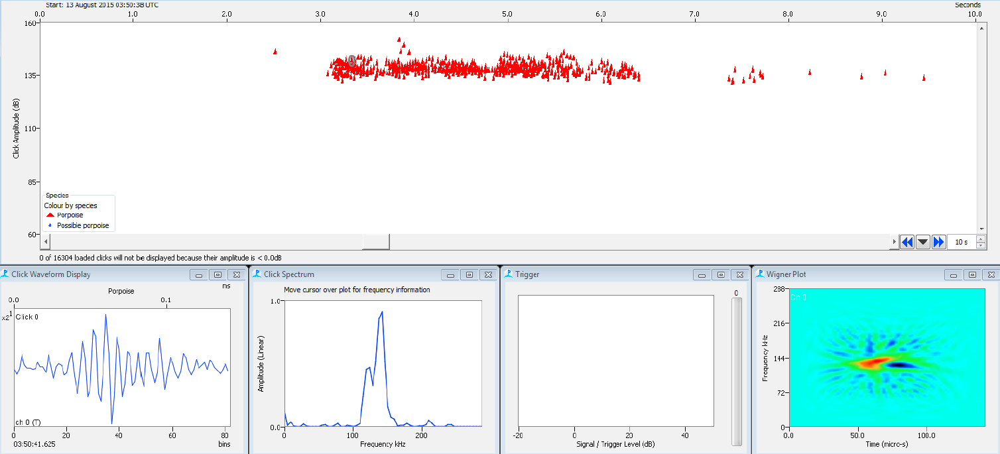 Start: 13 August 2015 03:50:38 UTC
Seconds
0.0 1.0 2.0 3.0 4.0 5.0 6.0 7.0 8.0 9.0 10.0
160
135
110
85
60
Click Amplitude (dB)
0
Species
Colour by species
Porpoise
Possible porpoise
10 s
0 of 16304 loaded clicks will not be displayed because their amplitude is < 0.0dB
Click Waveform Display
Porpoise
ms
0.0 0.1
x2¹
Click 0
ch 0 (T)
0 20 40 60 80
03:50:41.625
bins
Click Spectrum
Move cursor over plot for frequency information
1.0
Amplitude (Linear)
0.0
0 100 200
Frequency kHz
Trigger
0
-20 0 20 40
Signal / Trigger Level (dB)
Wigner Plot
Ch 0
288
216
144
72
0
Frequency kHz
0.0 50.0 100.0
Time (micro-s)